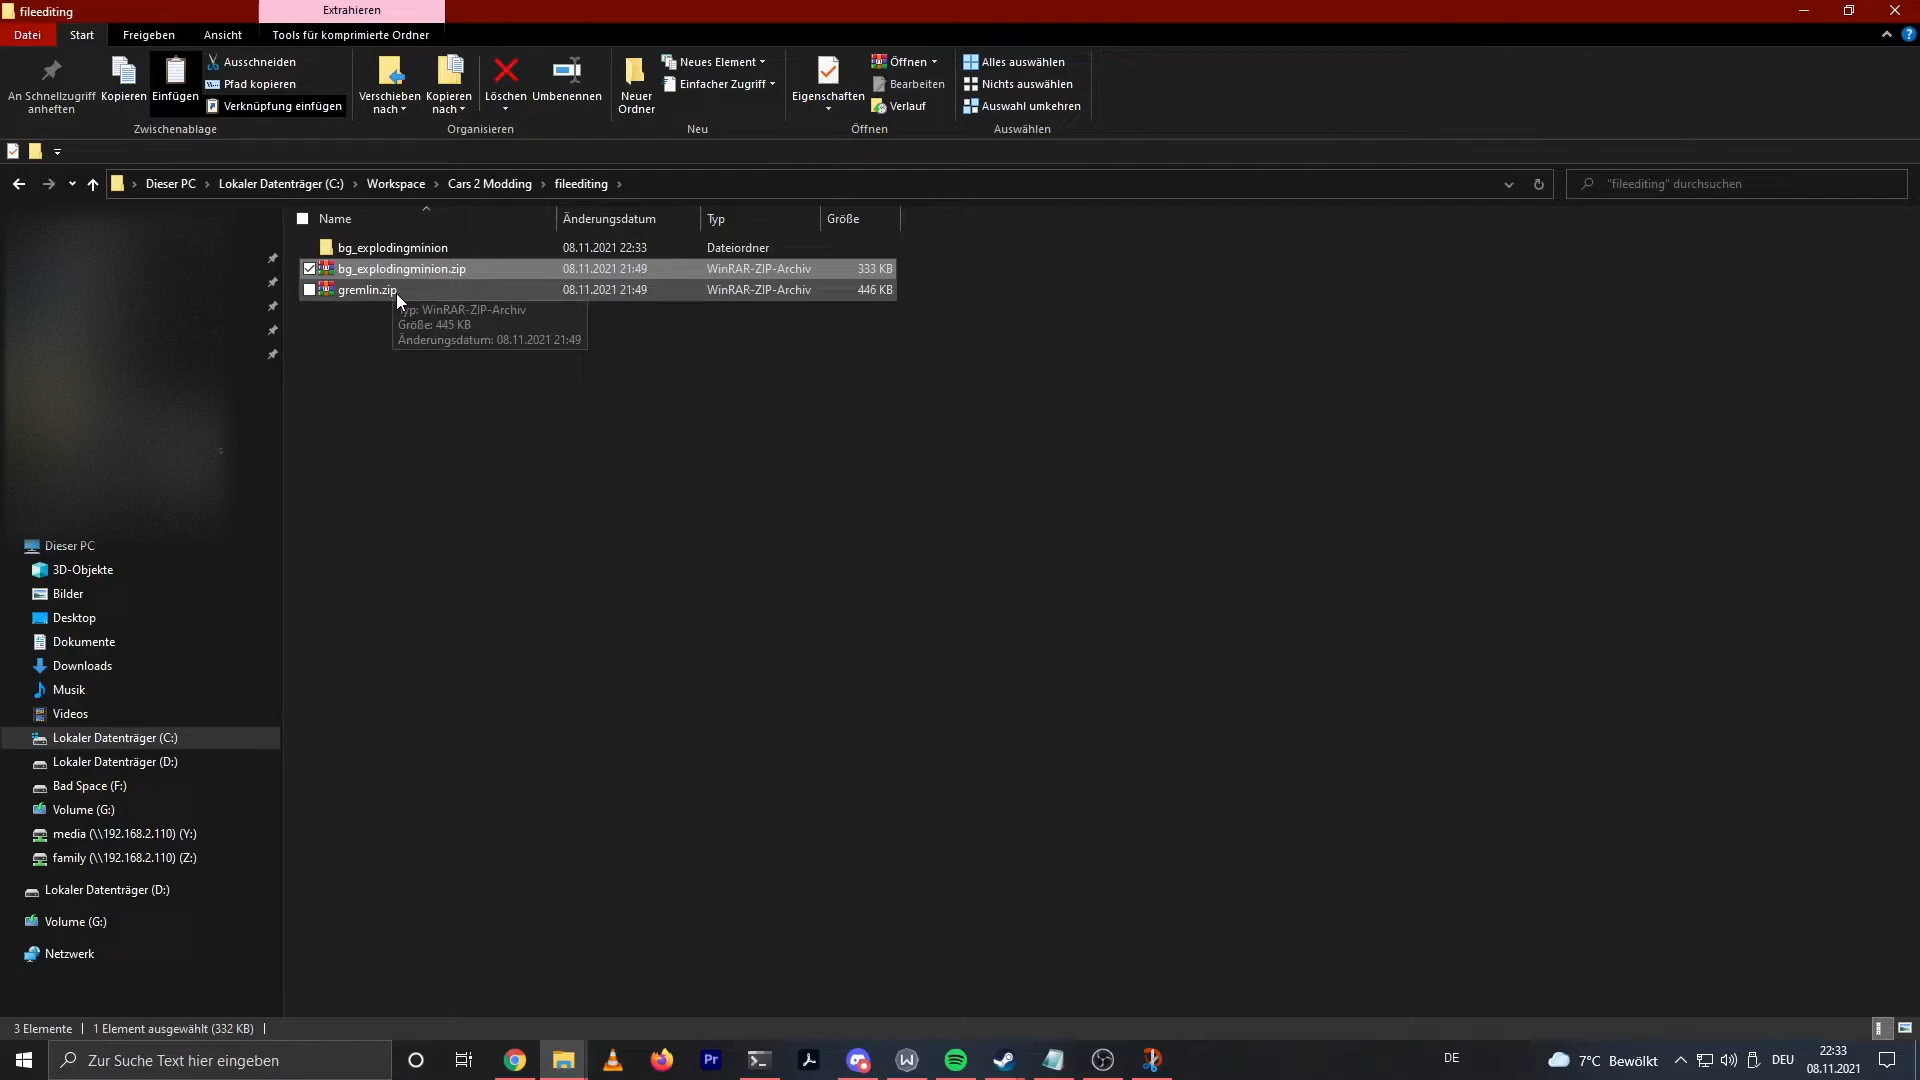 fileediting
Extrahieren
Datei
Start
Freigeben
Ansicht
Tools für komprimierte Ordner
An Schnellzugriff
anheften
Kopieren
Einfügen
Ausschneiden
Pfad kopieren
Verknüpfung einfügen
Zwischenablage
Verschieben
nach
Kopieren
nach
Löschen
Umbenennen
Organisieren
Neuer
Ordner
Neues Element
Einfacher Zugriff
Neu
Eigenschaften
Öffnen
Bearbeiten
Verlauf
Öffnen
Alles auswählen
Nichts auswählen
Auswahl umkehren
Auswählen
Dieser PC > Lokaler Datenträger (C:) > Workspace > Cars 2 Modding > fileediting >
"fileediting" durchsuchen
Name Änderungsdatum Typ Größe
bg_explodingminion 08.11.2021 22:33 Dateiordner
bg_explodingminion.zip 08.11.2021 21:49 WinRAR-ZIP-Archiv 333 KB
gremlin.zip 08.11.2021 21:49 WinRAR-ZIP-Archiv 446 KB
Typ: WinRAR-ZIP-Archiv
Größe: 445 KB
Änderungsdatum: 08.11.2021 21:49
s
Dieser PC
3D-Objekte
Bilder
Desktop
Dokumente
Downloads
Musik
Videos
Lokaler Datenträger (C:)
Lokaler Datenträger (D:)
Bad Space (F:)
Volume (G:)
media (\\192.168.2.110) (Y:)
family (\\192.168.2.110) (Z:)
Lokaler Datenträger (D:)
Volume (G:)
Netzwerk
3 Elemente | 1 Element ausgewählt (332 KB) |
Zur Suche Text hier eingeben
Pr
DE
7°C Bewölkt
DEU
22:33
08.11.2021